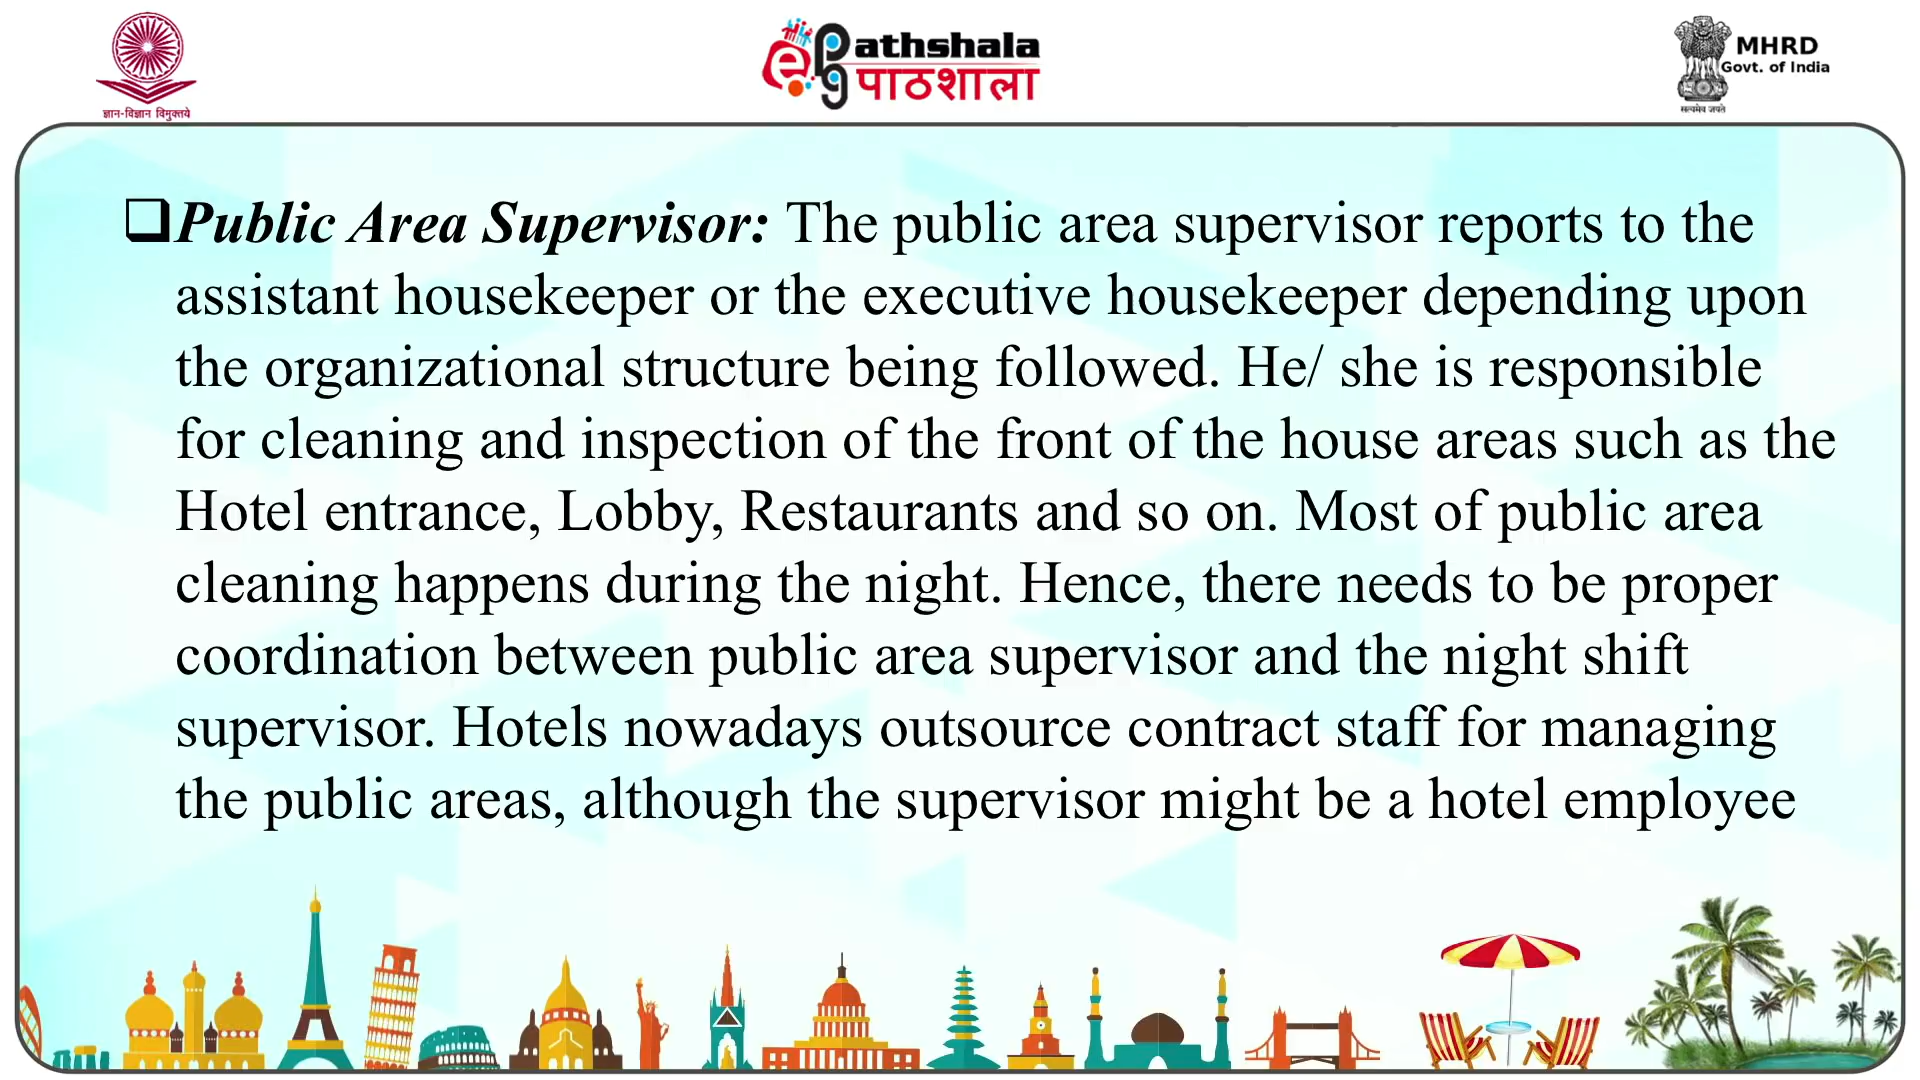 ज्ञान-विज्ञान विमुक्तये
ePathshala
पाठशाला
MHRD
Govt. of India
सत्यमेव जयते
Public Area Supervisor: The public area supervisor reports to the
assistant housekeeper or the executive housekeeper depending upon
the organizational structure being followed. He/ she is responsible
for cleaning and inspection of the front of the house areas such as the
Hotel entrance, Lobby, Restaurants and so on. Most of public area
cleaning happens during the night. Hence, there needs to be proper
coordination between public area supervisor and the night shift
supervisor. Hotels nowadays outsource contract staff for managing
the public areas, although the supervisor might be a hotel employee